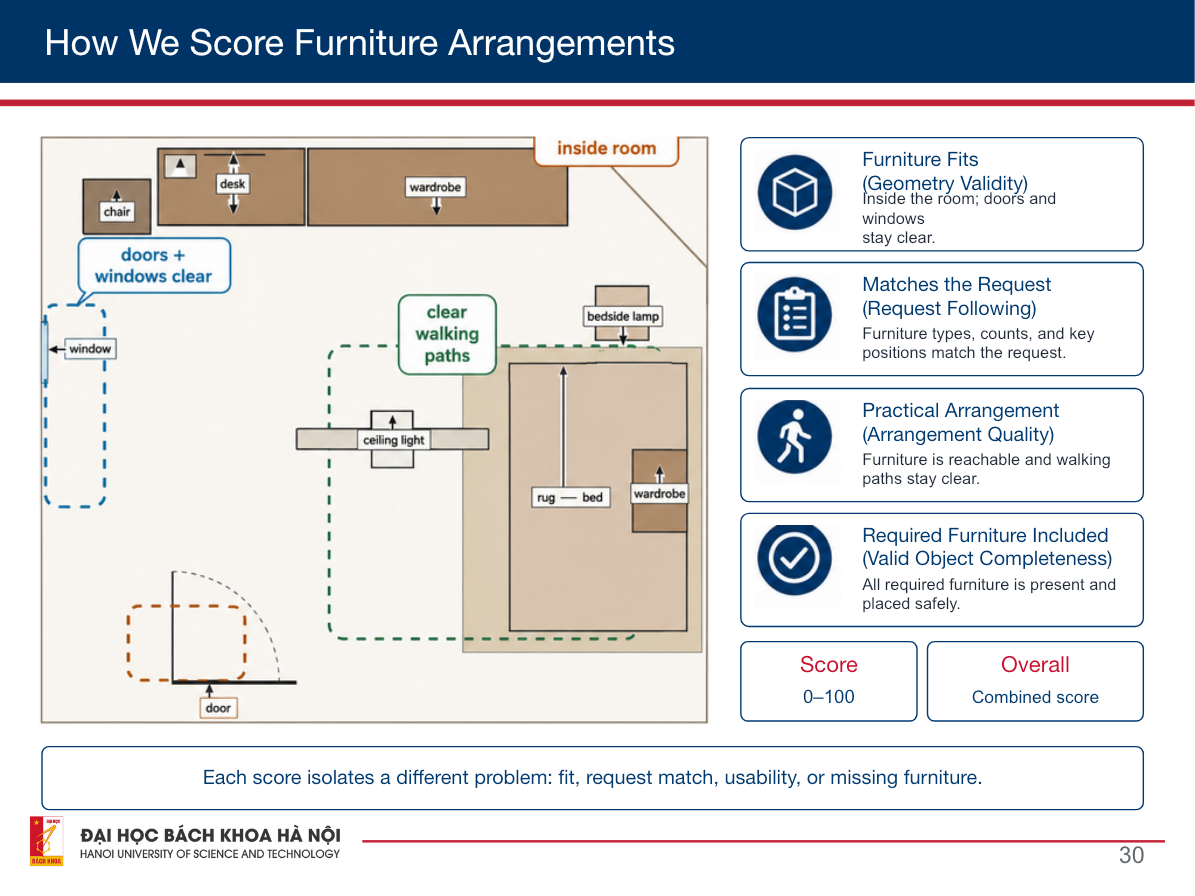 How We Score Furniture Arrangements
inside room
desk
wardrobe
chair
doors +
windows clear
clear
walking
paths
bedside lamp
window
ceiling light
rug — bed
wardrobe
door
Furniture Fits
(Geometry Validity)
Inside the room; doors and
windows
stay clear.
Matches the Request
(Request Following)
Furniture types, counts, and key
positions match the request.
Practical Arrangement
(Arrangement Quality)
Furniture is reachable and walking
paths stay clear.
Required Furniture Included
(Valid Object Completeness)
All required furniture is present and
placed safely.
Score
0–100
Overall
Combined score
Each score isolates a different problem: fit, request match, usability, or missing furniture.
ĐẠI HỌC
BÁCH KHOA
ĐẠI HỌC BÁCH KHOA HÀ NỘI
HANOI UNIVERSITY OF SCIENCE AND TECHNOLOGY
30